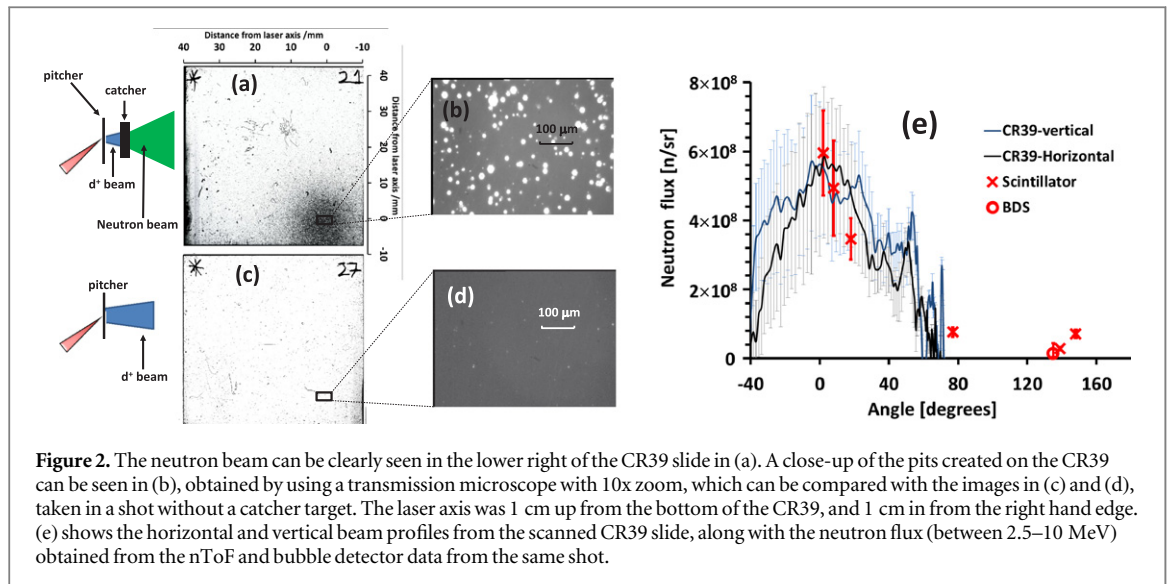 Distance from laser axis /mm
40 30 20 10 0 -10
pitcher
catcher
d⁺ beam
Neutron beam
(a)
21
40
30
20
10
0
-10
Distance from laser axis /mm
(b)
100 μm
pitcher
d⁺ beam
(c)
27
(d)
100 μm
(e)
Neutron flux [n/sr]
8×10⁸
6×10⁸
4×10⁸
2×10⁸
0
-40 0 40 80 120 160
Angle [degrees]
CR39-vertical
CR39-Horizontal
Scintillator
BDS
Figure 2. The neutron beam can be clearly seen in the lower right of the CR39 slide in (a). A close-up of the pits created on the CR39
can be seen in (b), obtained by using a transmission microscope with 10x zoom, which can be compared with the images in (c) and (d),
taken in a shot without a catcher target. The laser axis was 1 cm up from the bottom of the CR39, and 1 cm in from the right hand edge.
(e) shows the horizontal and vertical beam profiles from the scanned CR39 slide, along with the neutron flux (between 2.5–10 MeV)
obtained from the nToF and bubble detector data from the same shot.